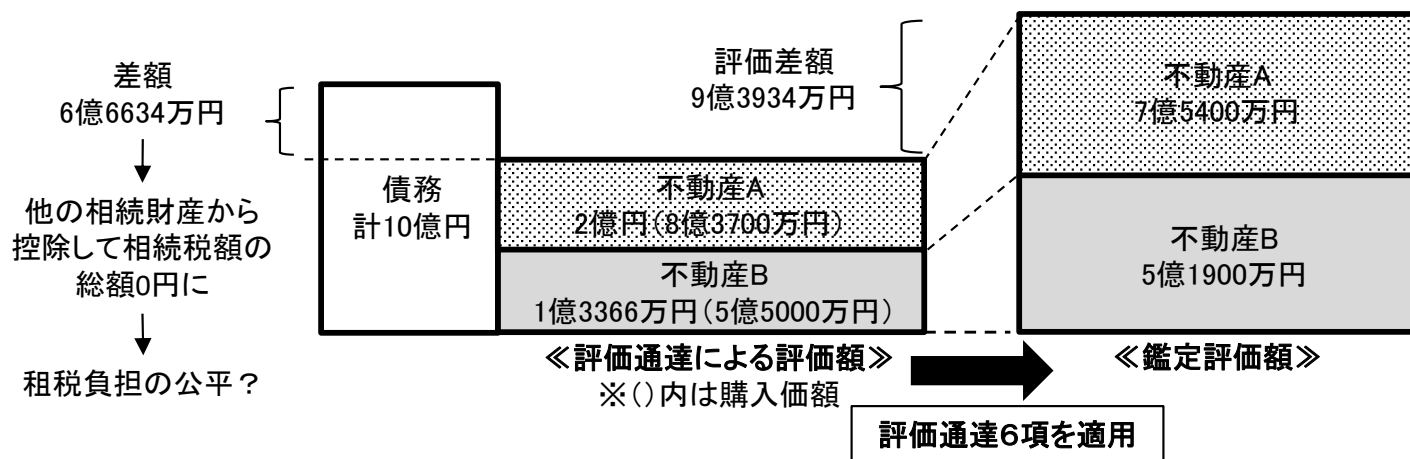 差額
6億6634万円
他の相続財産から
控除して相続税額の
総額0円に
租税負担の公平？
債務
計10億円
評価差額
9億3934万円
不動産A
2億円（8億3700万円）
不動産B
1億3366万円（5億5000万円）
≪評価通達による評価額≫
※（）内は購入価額
不動産A
7億5400万円
不動産B
5億1900万円
≪鑑定評価額≫
評価通達６項を適用